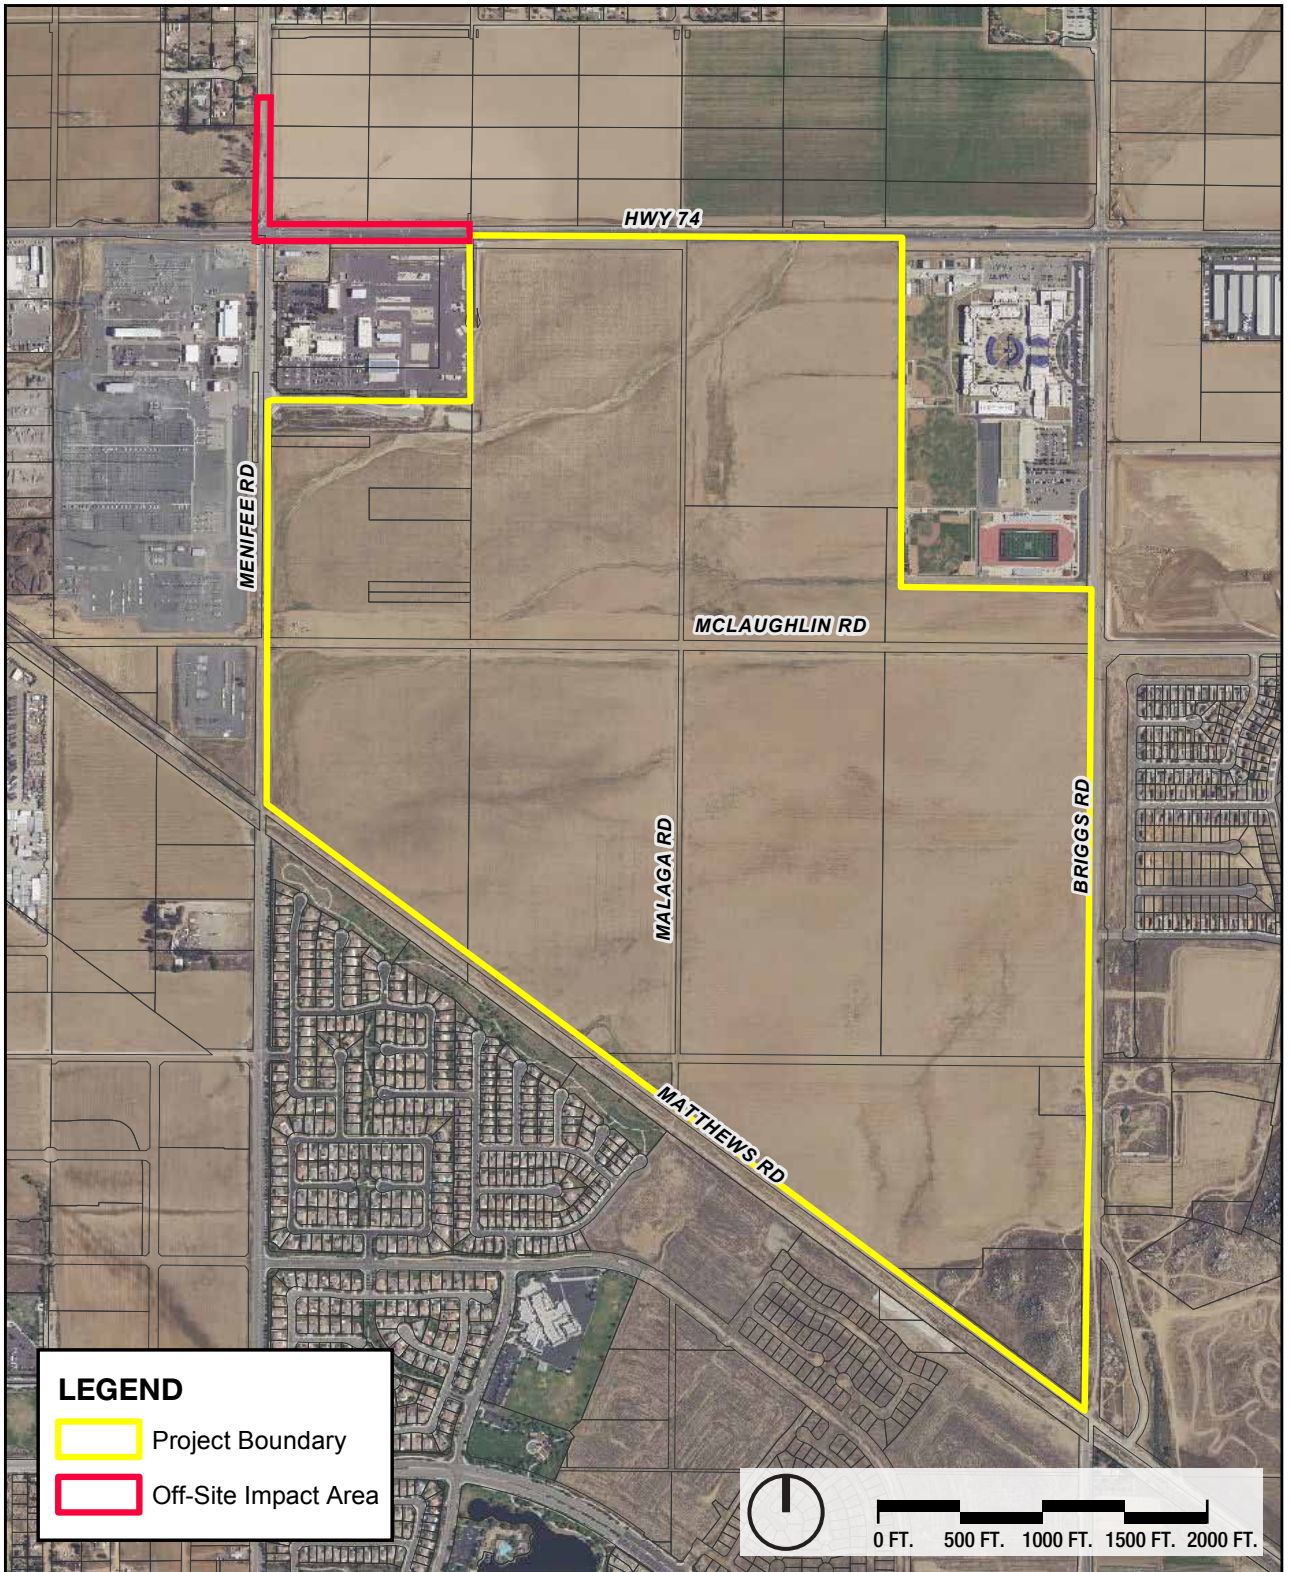 HWY 74
MENIFEE RD
MCLAUGHLIN RD
MALAGA RD
BRIGGS RD
MATTHEWS RD
LEGEND
Project Boundary
Off-Site Impact Area
0 FT. 500 FT. 1000 FT. 1500 FT. 2000 FT.